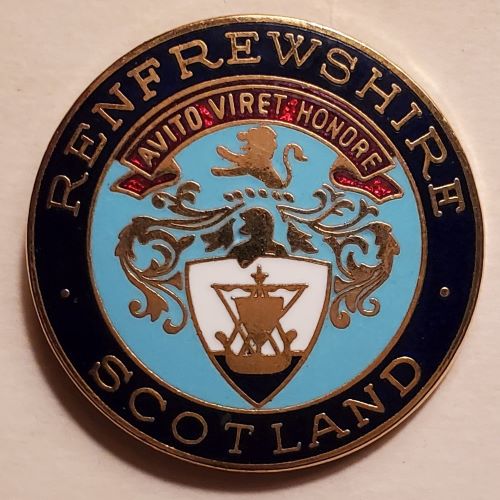 RENFREWSHIRE
AVITO VIRET HONORE
SCOTLAND